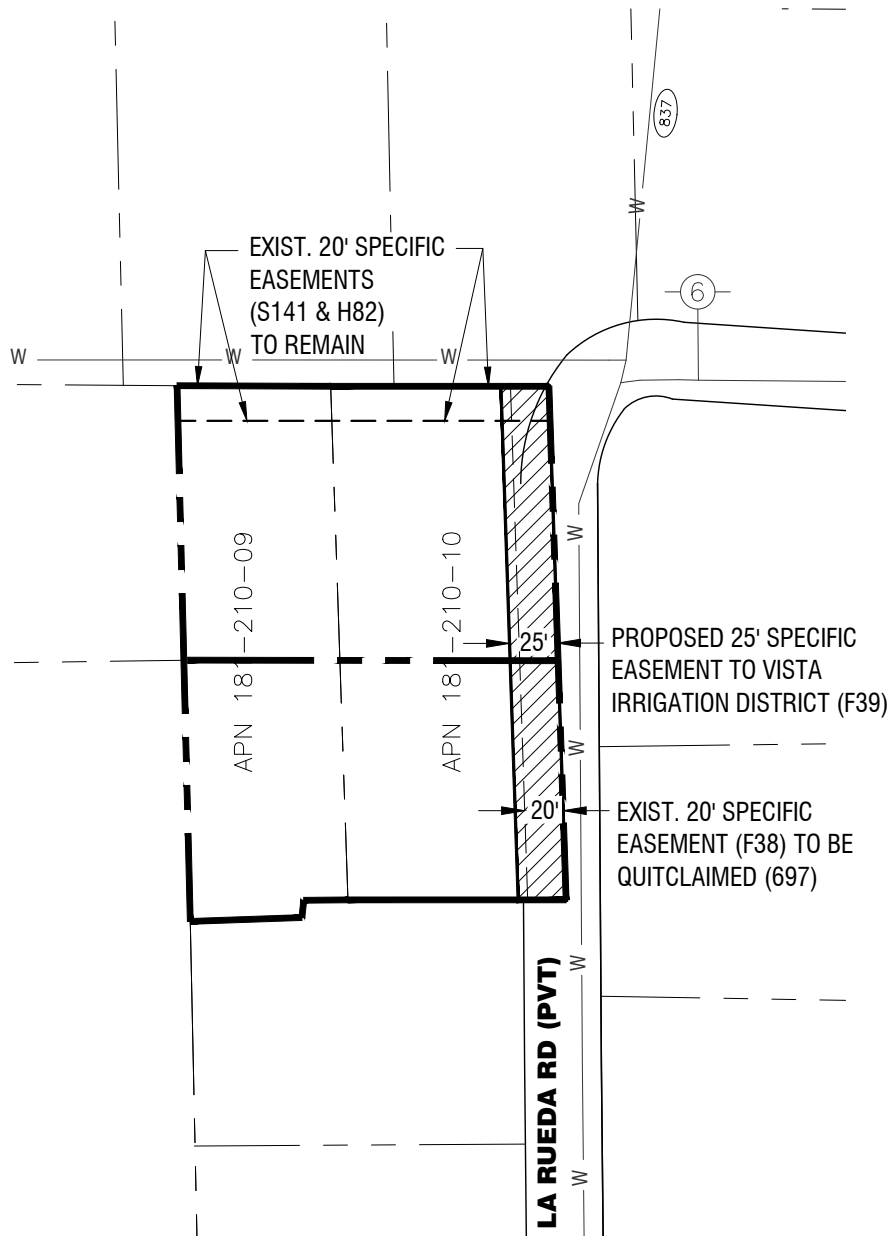 837
EXIST. 20' SPECIFIC
EASEMENTS
(S141 & H82)
TO REMAIN
W
6
W
W
W
W
APN 18 -210-09
APN 18 -210-10
25'
PROPOSED 25' SPECIFIC
EASEMENT TO VISTA
IRRIGATION DISTRICT (F39)
W
20'
EXIST. 20' SPECIFIC
EASEMENT (F38) TO BE
QUITCLAIMED (697)
W
LA RUEDA RD (PVT)
W